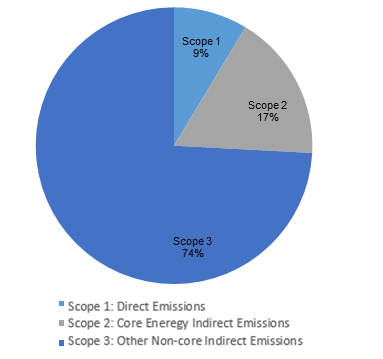 Scope 1
9%
Scope 2
17%
Scope 3
74%
Scope 1: Direct Emissions
Scope 2: Core Eneregy Indirect Emissions
Scope 3: Other Non-core Indirect Emissions